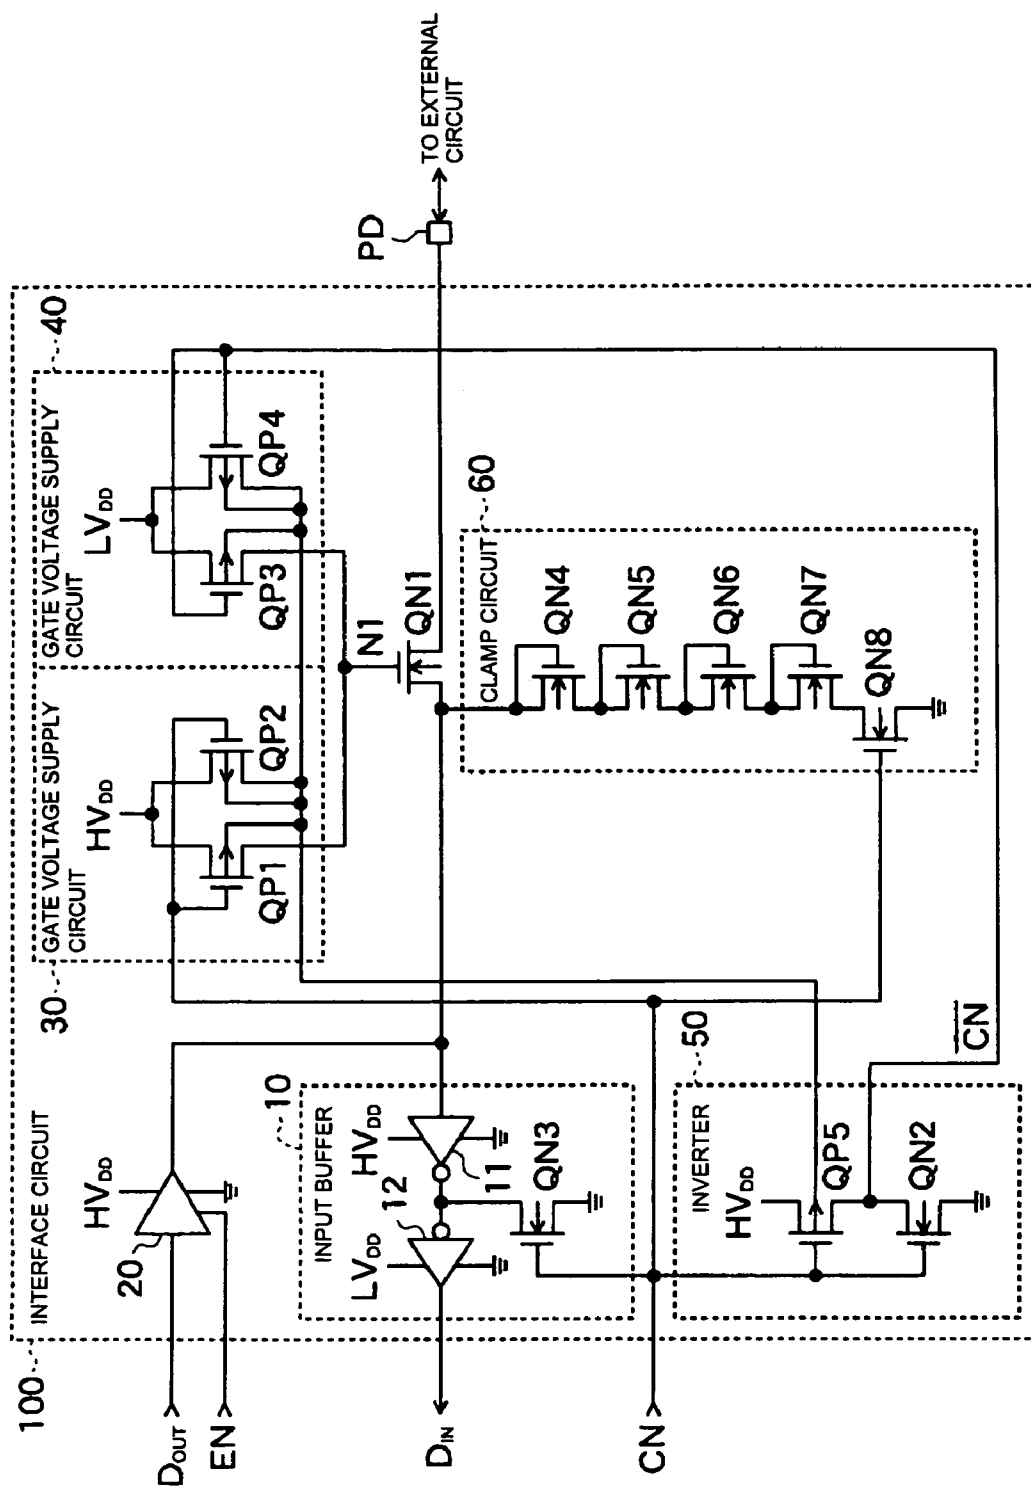 100
INTERFACE CIRCUIT
D_OUT
EN
20
HV_DD
30
GATE VOLTAGE SUPPLY
CIRCUIT
HV_DD
QP1
QP2
40
GATE VOLTAGE SUPPLY
CIRCUIT
LV_DD
QP3
QP4
N1
QN1
PD
TO EXTERNAL
CIRCUIT
D_IN
10
INPUT BUFFER
LV_DD
12
HV_DD
11
QN3
60
CLAMP CIRCUIT
QN4
QN5
QN6
QN7
QN8
CN
50
INVERTER
HV_DD
QP5
QN2
C̅N̅